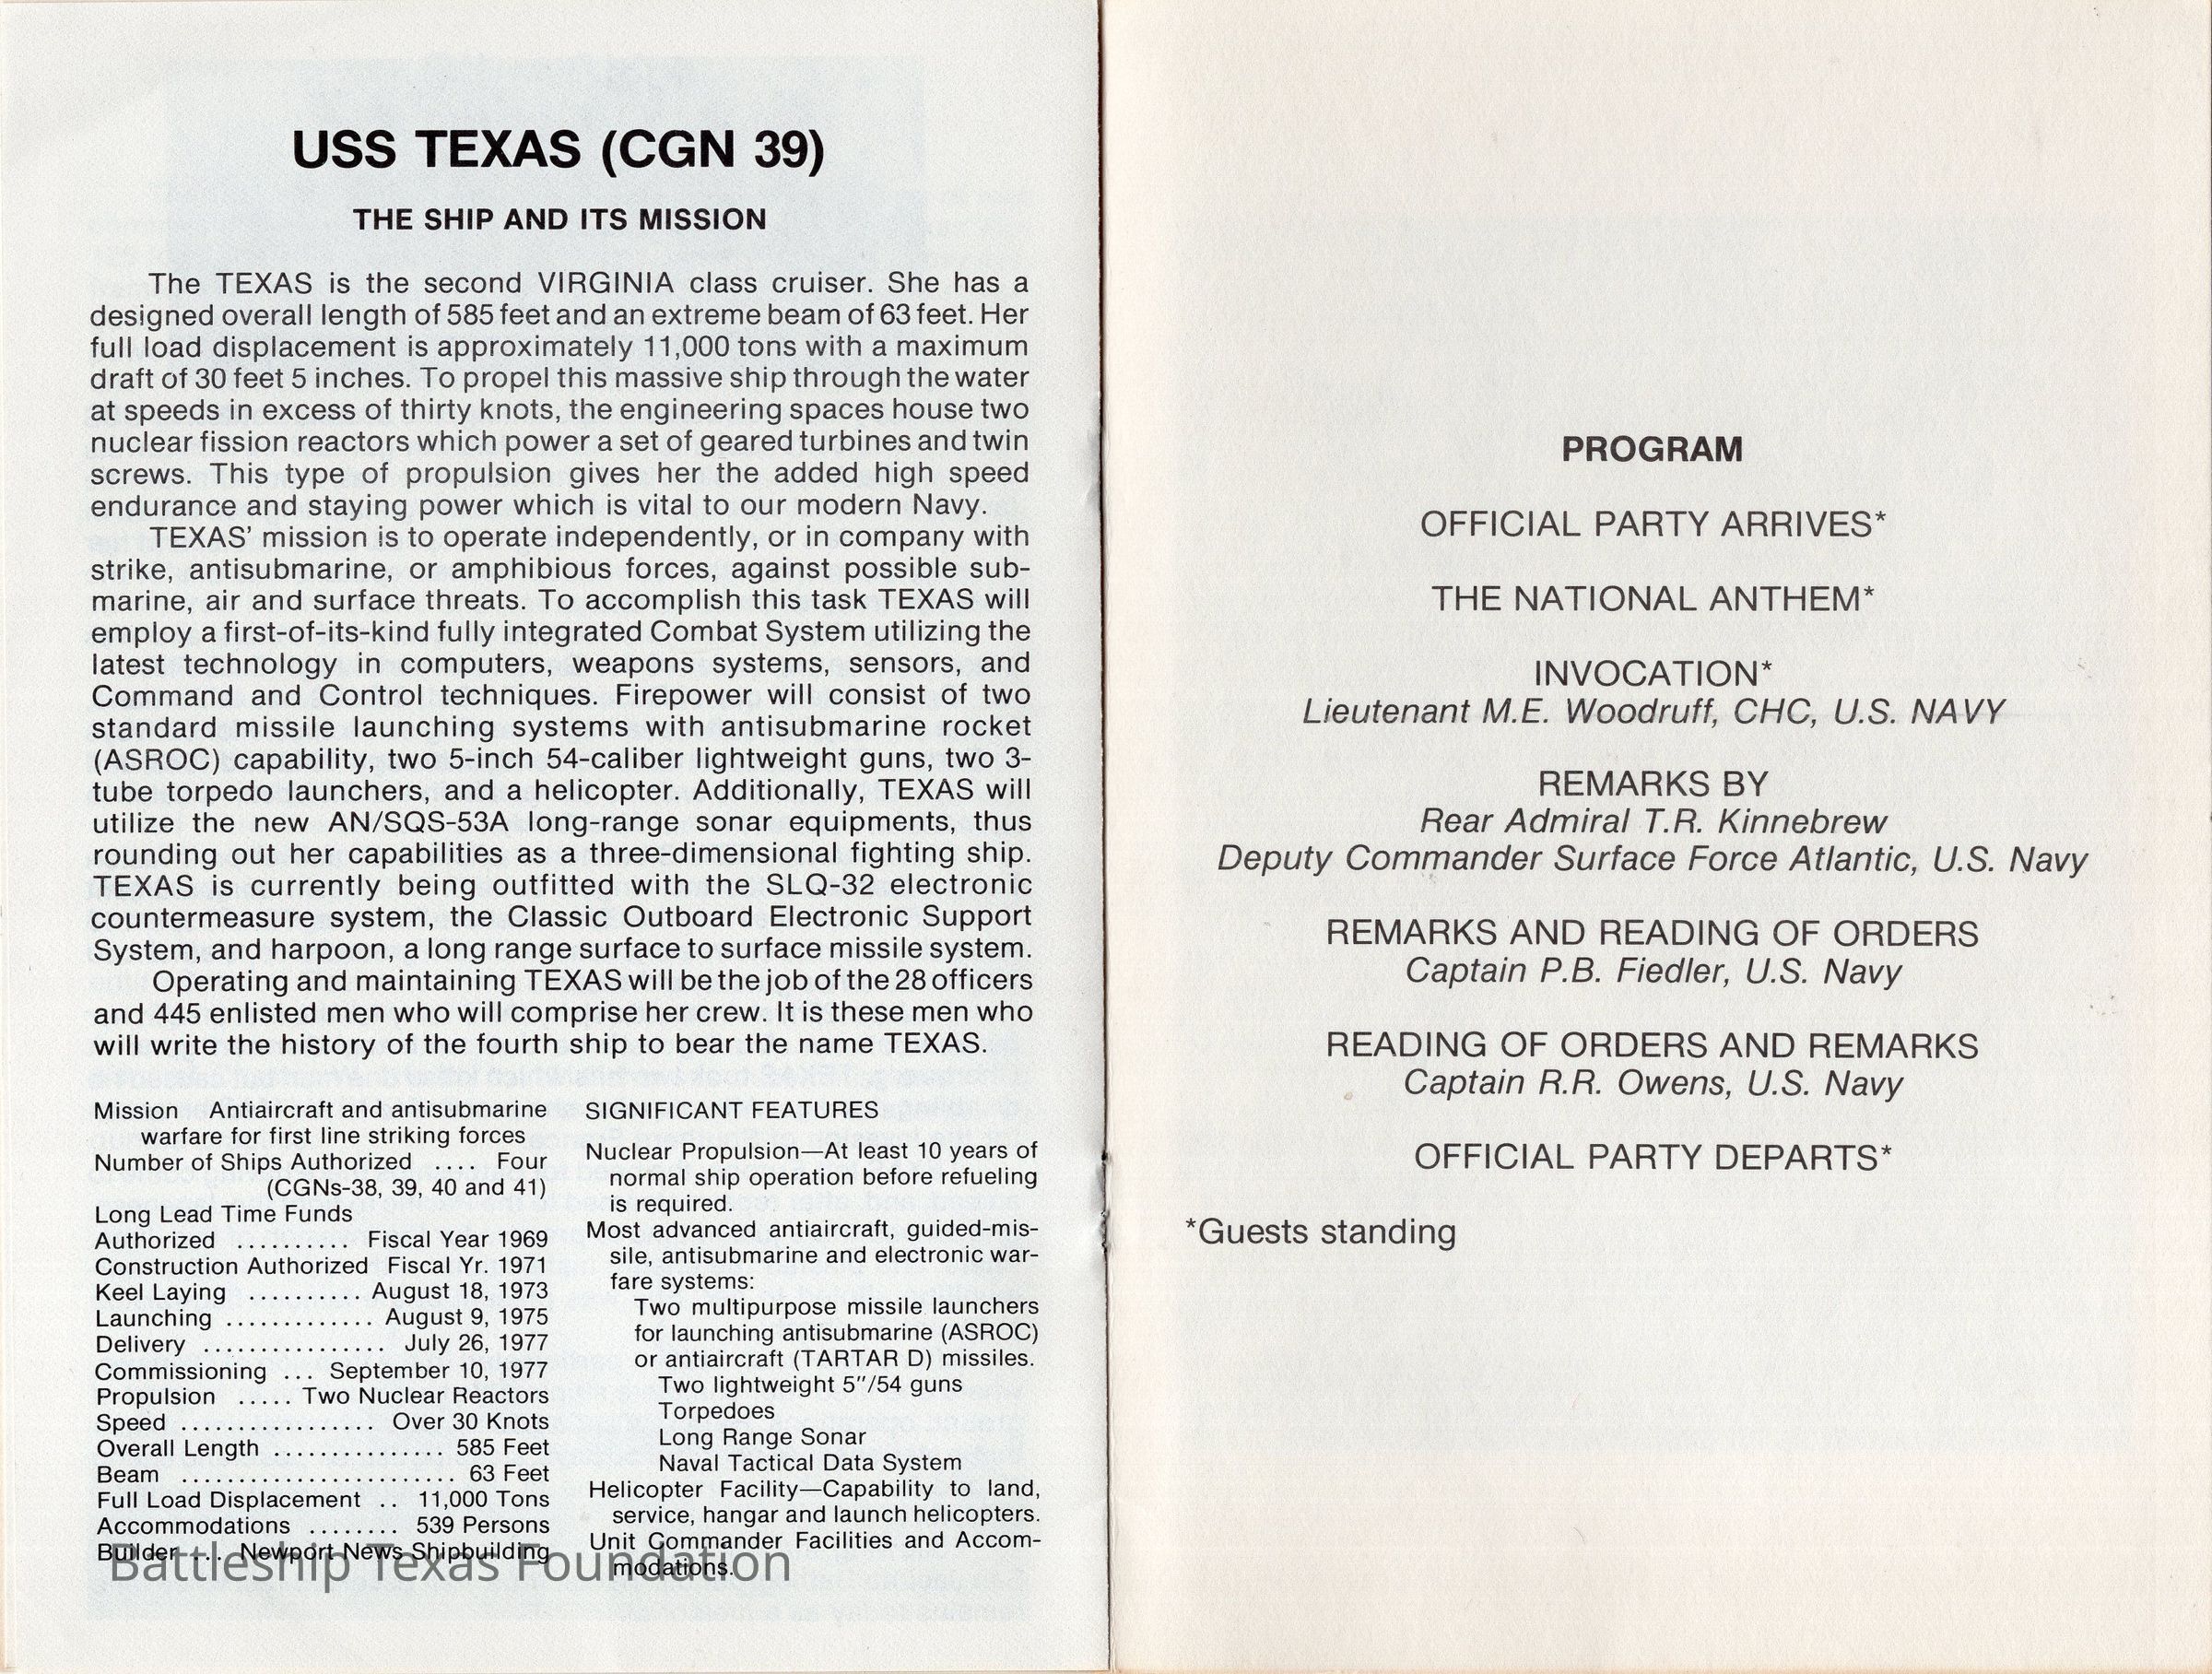 USS TEXAS (CGN 39)
THE SHIP AND ITS MISSION
The TEXAS is the second VIRGINIA class cruiser. She has a
designed overall length of 585 feet and an extreme beam of 63 feet. Her
full load displacement is approximately 11,000 tons with a maximum
draft of 30 feet 5 inches. To propel this massive ship through the water
at speeds in excess of thirty knots, the engineering spaces house two
nuclear fission reactors which power a set of geared turbines and twin
screws. This type of propulsion gives her the added high speed
endurance and staying power which is vital to our modern Navy.
TEXAS' mission is to operate independently, or in company with
strike, antisubmarine, or amphibious forces, against possible sub-
marine, air and surface threats. To accomplish this task TEXAS will
employ a first-of-its-kind fully integrated Combat System utilizing the
latest technology in computers, weapons systems, sensors, and
Command and Control techniques. Firepower will consist of two
standard missile launching systems with antisubmarine rocket
(ASROC) capability, two 5-inch 54-caliber lightweight guns, two 3-
tube torpedo launchers, and a helicopter. Additionally, TEXAS will
utilize the new AN/SQS-53A long-range sonar equipments, thus
rounding out her capabilities as a three-dimensional fighting ship.
TEXAS is currently being outfitted with the SLQ-32 electronic
countermeasure system, the Classic Outboard Electronic Support
System, and harpoon, a long range surface to surface missile system.
Operating and maintaining TEXAS will be the job of the 28 officers
and 445 enlisted men who will comprise her crew. It is these men who
will write the history of the fourth ship to bear the name TEXAS.
Mission Antiaircraft and antisubmarine
warfare for first line striking forces
Number of Ships Authorized .... Four
(CGNs-38, 39, 40 and 41)
Long Lead Time Funds
Authorized .......... Fiscal Year 1969
Construction Authorized Fiscal Yr. 1971
Keel Laying .......... August 18, 1973
Launching ............. August 9, 1975
Delivery ................ July 26, 1977
Commissioning ... September 10, 1977
Propulsion ..... Two Nuclear Reactors
Speed ................. Over 30 Knots
Overall Length ............... 585 Feet
Beam ........................ 63 Feet
Full Load Displacement .. 11,000 Tons
Accommodations ........ 539 Persons
Builder ... Newport News Shipbuilding
SIGNIFICANT FEATURES
Nuclear Propulsion—At least 10 years of
normal ship operation before refueling
is required.
Most advanced antiaircraft, guided-mis-
sile, antisubmarine and electronic war-
fare systems:
Two multipurpose missile launchers
for launching antisubmarine (ASROC)
or antiaircraft (TARTAR D) missiles.
Two lightweight 5"/54 guns
Torpedoes
Long Range Sonar
Naval Tactical Data System
Helicopter Facility—Capability to land,
service, hangar and launch helicopters.
Unit Commander Facilities and Accom-
modations.
Battleship Texas Foundation
PROGRAM
OFFICIAL PARTY ARRIVES*
THE NATIONAL ANTHEM*
INVOCATION*
Lieutenant M.E. Woodruff, CHC, U.S. NAVY
REMARKS BY
Rear Admiral T.R. Kinnebrew
Deputy Commander Surface Force Atlantic, U.S. Navy
REMARKS AND READING OF ORDERS
Captain P.B. Fiedler, U.S. Navy
READING OF ORDERS AND REMARKS
Captain R.R. Owens, U.S. Navy
OFFICIAL PARTY DEPARTS*
*Guests standing